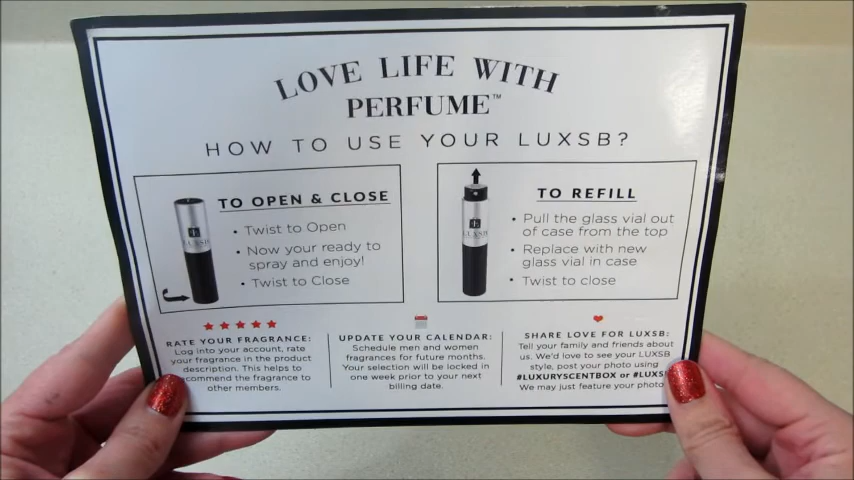 LOVE LIFE WITH
PERFUME™
HOW TO USE YOUR LUXSB?
TO OPEN & CLOSE
• Twist to Open
• Now your ready to
spray and enjoy!
• Twist to Close
LUXSB
TO REFILL
• Pull the glass vial out
of case from the top
• Replace with new
glass vial in case
• Twist to close
LUXSB
RATE YOUR FRAGRANCE:
Log into your account, rate
your fragrance in the product
description. This helps to
commend the fragrance to
other members.
UPDATE YOUR CALENDAR:
Schedule men and women
fragrances for future months.
Your selection will be locked in
one week prior to your next
billing date.
SHARE LOVE FOR LUXSB:
Tell your family and friends about
us. We'd love to see your LUXSB
style, post your photo using
#LUXURYSCENTBOX or #LUXS
We may just feature your photo